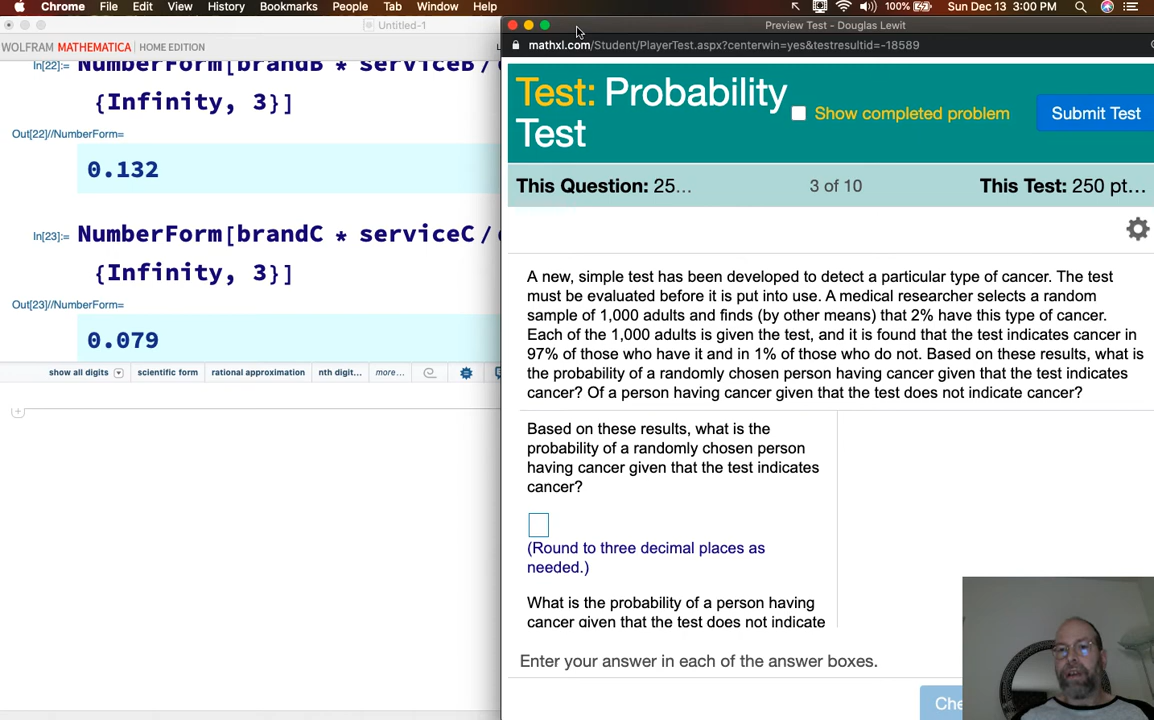 Chrome File Edit View History Bookmarks People Tab Window Help
100% Sun Dec 13 3:00 PM
Untitled-1
WOLFRAM MATHEMATICA HOME EDITION
In[22]:= NumberForm[brandB * serviceB /
{Infinity, 3}]
Out[22]//NumberForm=
0.132
In[23]:= NumberForm[brandC * serviceC /
{Infinity, 3}]
Out[23]//NumberForm=
0.079
show all digits scientific form rational approximation nth digit... more...
Preview Test - Douglas Lewit
mathxl.com/Student/PlayerTest.aspx?centerwin=yes&testresultid=-18589
Test: Probability
Test
Show completed problem
Submit Test
This Question: 25... 3 of 10 This Test: 250 pt...
A new, simple test has been developed to detect a particular type of cancer. The test
must be evaluated before it is put into use. A medical researcher selects a random
sample of 1,000 adults and finds (by other means) that 2% have this type of cancer.
Each of the 1,000 adults is given the test, and it is found that the test indicates cancer in
97% of those who have it and in 1% of those who do not. Based on these results, what is
the probability of a randomly chosen person having cancer given that the test indicates
cancer? Of a person having cancer given that the test does not indicate cancer?
Based on these results, what is the
probability of a randomly chosen person
having cancer given that the test indicates
cancer?
(Round to three decimal places as
needed.)
What is the probability of a person having
cancer given that the test does not indicate
Enter your answer in each of the answer boxes.